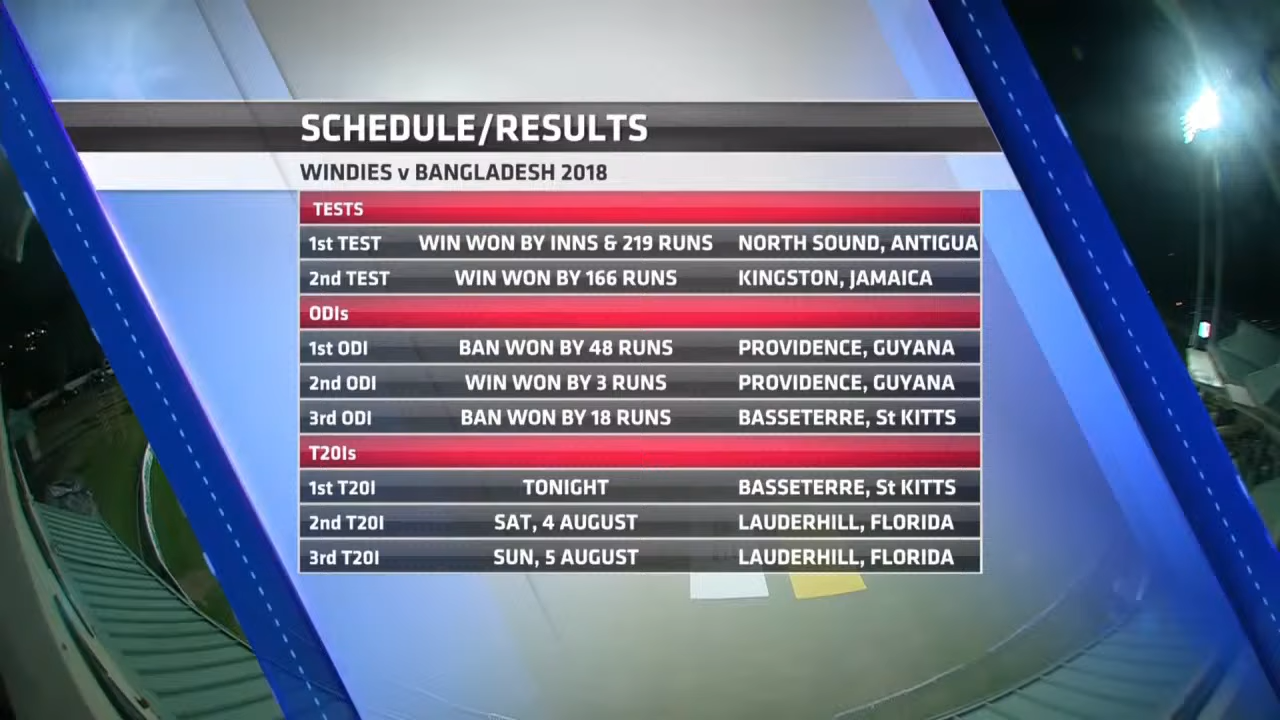 SCHEDULE/RESULTS
WINDIES v BANGLADESH 2018
TESTS
1st TEST WIN WON BY INNS & 219 RUNS NORTH SOUND, ANTIGUA
2nd TEST WIN WON BY 166 RUNS KINGSTON, JAMAICA
ODIs
1st ODI BAN WON BY 48 RUNS PROVIDENCE, GUYANA
2nd ODI WIN WON BY 3 RUNS PROVIDENCE, GUYANA
3rd ODI BAN WON BY 18 RUNS BASSETERRE, St KITTS
T20Is
1st T20I TONIGHT BASSETERRE, St KITTS
2nd T20I SAT, 4 AUGUST LAUDERHILL, FLORIDA
3rd T20I SUN, 5 AUGUST LAUDERHILL, FLORIDA